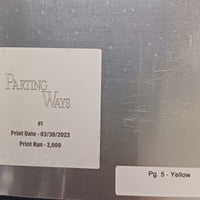 PARTING
WAYS
#1
Print Date - 03/30/2023
Print Run - 2,000
Pg. 5 - Yellow